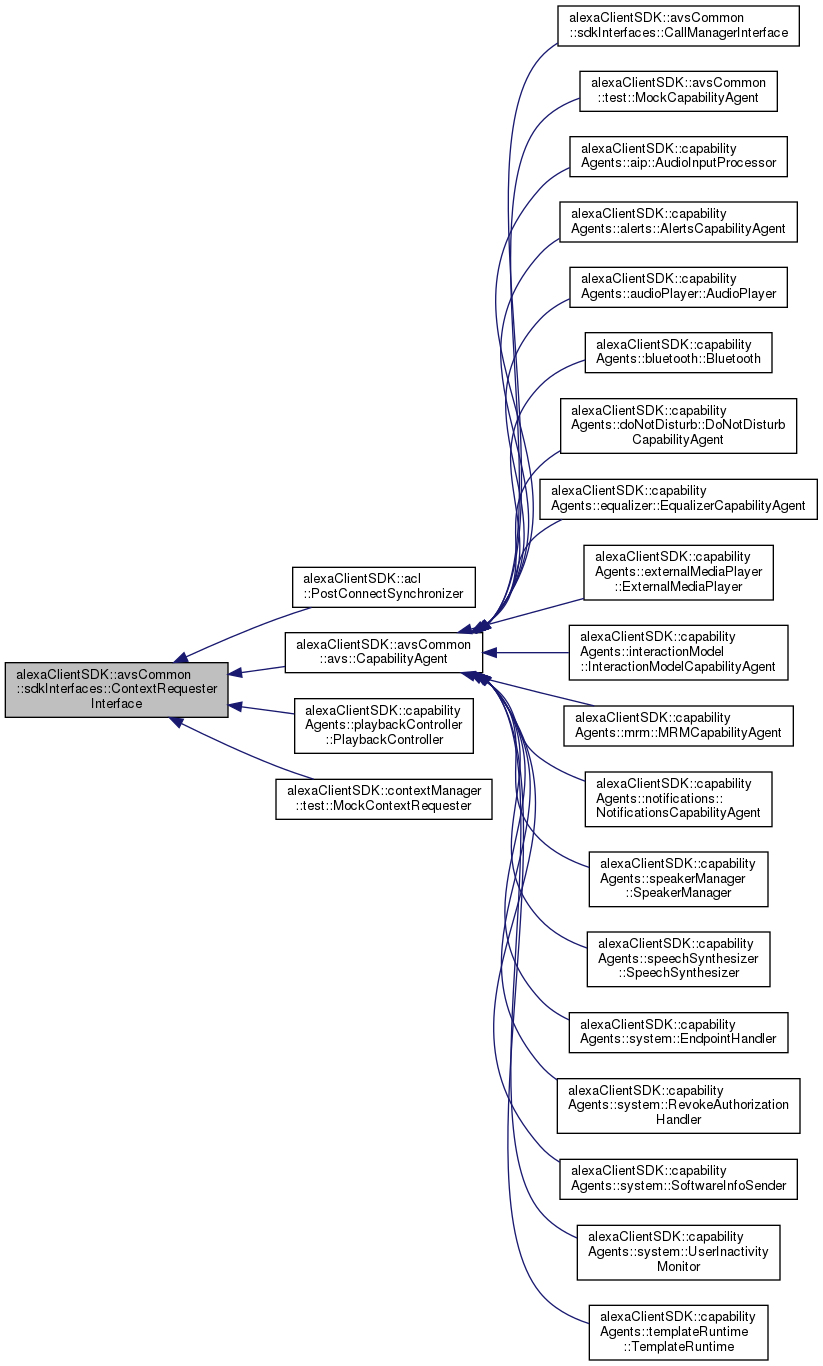 alexaClientSDK::avsCommon
::sdkInterfaces::CallManagerInterface
alexaClientSDK::avsCommon
::test::MockCapabilityAgent
alexaClientSDK::capability
Agents::aip::AudioInputProcessor
alexaClientSDK::capability
Agents::alerts::AlertsCapabilityAgent
alexaClientSDK::capability
Agents::audioPlayer::AudioPlayer
alexaClientSDK::capability
Agents::bluetooth::Bluetooth
alexaClientSDK::capability
Agents::doNotDisturb::DoNotDisturb
CapabilityAgent
alexaClientSDK::capability
Agents::equalizer::EqualizerCapabilityAgent
alexaClientSDK::capability
Agents::externalMediaPlayer
::ExternalMediaPlayer
alexaClientSDK::acl
::PostConnectSynchronizer
alexaClientSDK::avsCommon
::avs::CapabilityAgent
alexaClientSDK::capability
Agents::interactionModel
::InteractionModelCapabilityAgent
alexaClientSDK::avsCommon
::sdkInterfaces::ContextRequester
Interface
alexaClientSDK::capability
Agents::playbackController
::PlaybackController
alexaClientSDK::capability
Agents::mrm::MRMCapabilityAgent
alexaClientSDK::contextManager
::test::MockContextRequester
alexaClientSDK::capability
Agents::notifications::
NotificationsCapabilityAgent
alexaClientSDK::capability
Agents::speakerManager
::SpeakerManager
alexaClientSDK::capability
Agents::speechSynthesizer
::SpeechSynthesizer
alexaClientSDK::capability
Agents::system::EndpointHandler
alexaClientSDK::capability
Agents::system::RevokeAuthorization
Handler
alexaClientSDK::capability
Agents::system::SoftwareInfoSender
alexaClientSDK::capability
Agents::system::UserInactivity
Monitor
alexaClientSDK::capability
Agents::templateRuntime
::TemplateRuntime